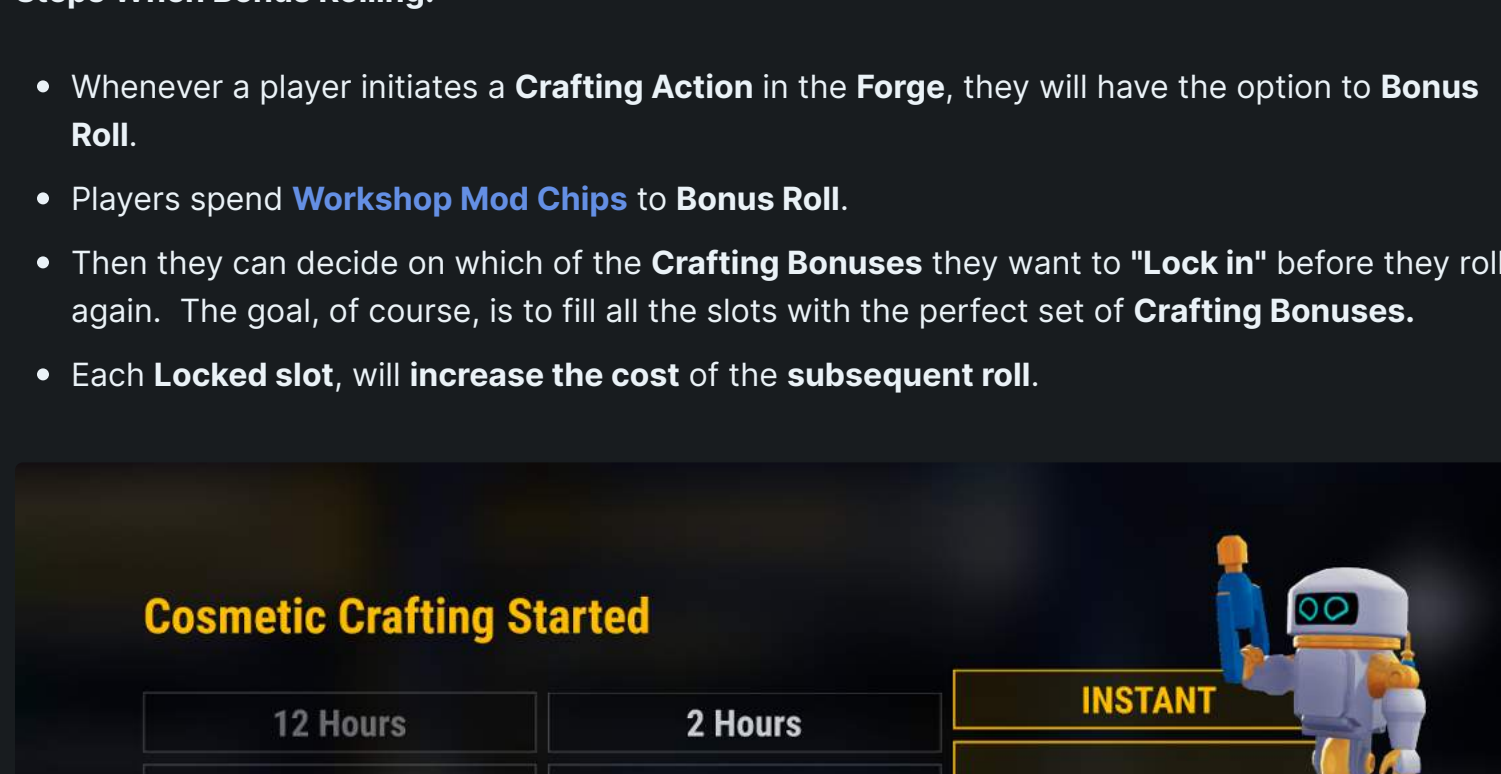 Steps When Bonus Rolling:
Whenever a player initiates a Crafting Action in the Forge, they will have the option to Bonus
Roll.
Players spend Workshop Mod Chips to Bonus Roll.
Then they can decide on which of the Crafting Bonuses they want to "Lock in" before they roll
again.  The goal, of course, is to fill all the slots with the perfect set of Crafting Bonuses.
Each Locked slot, will increase the cost of the subsequent roll.
Cosmetic Crafting Started
12 Hours
2 Hours
INSTANT